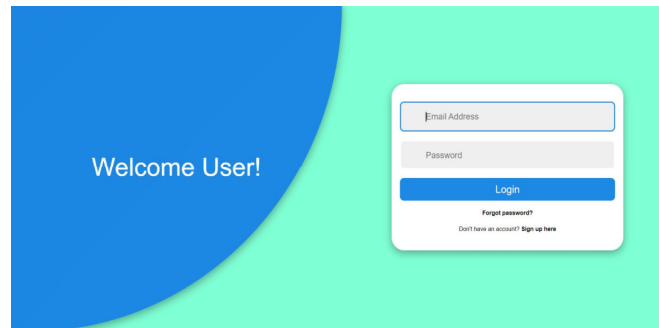 Welcome User!
Email Address
Password
Login
Forgot password?
Don't have an account? Sign up here